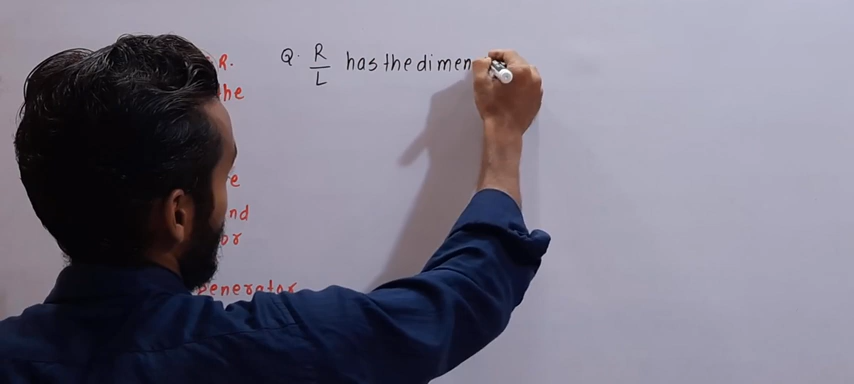 R.
he
e
nd
or
generator
Q. R/L has the dimen